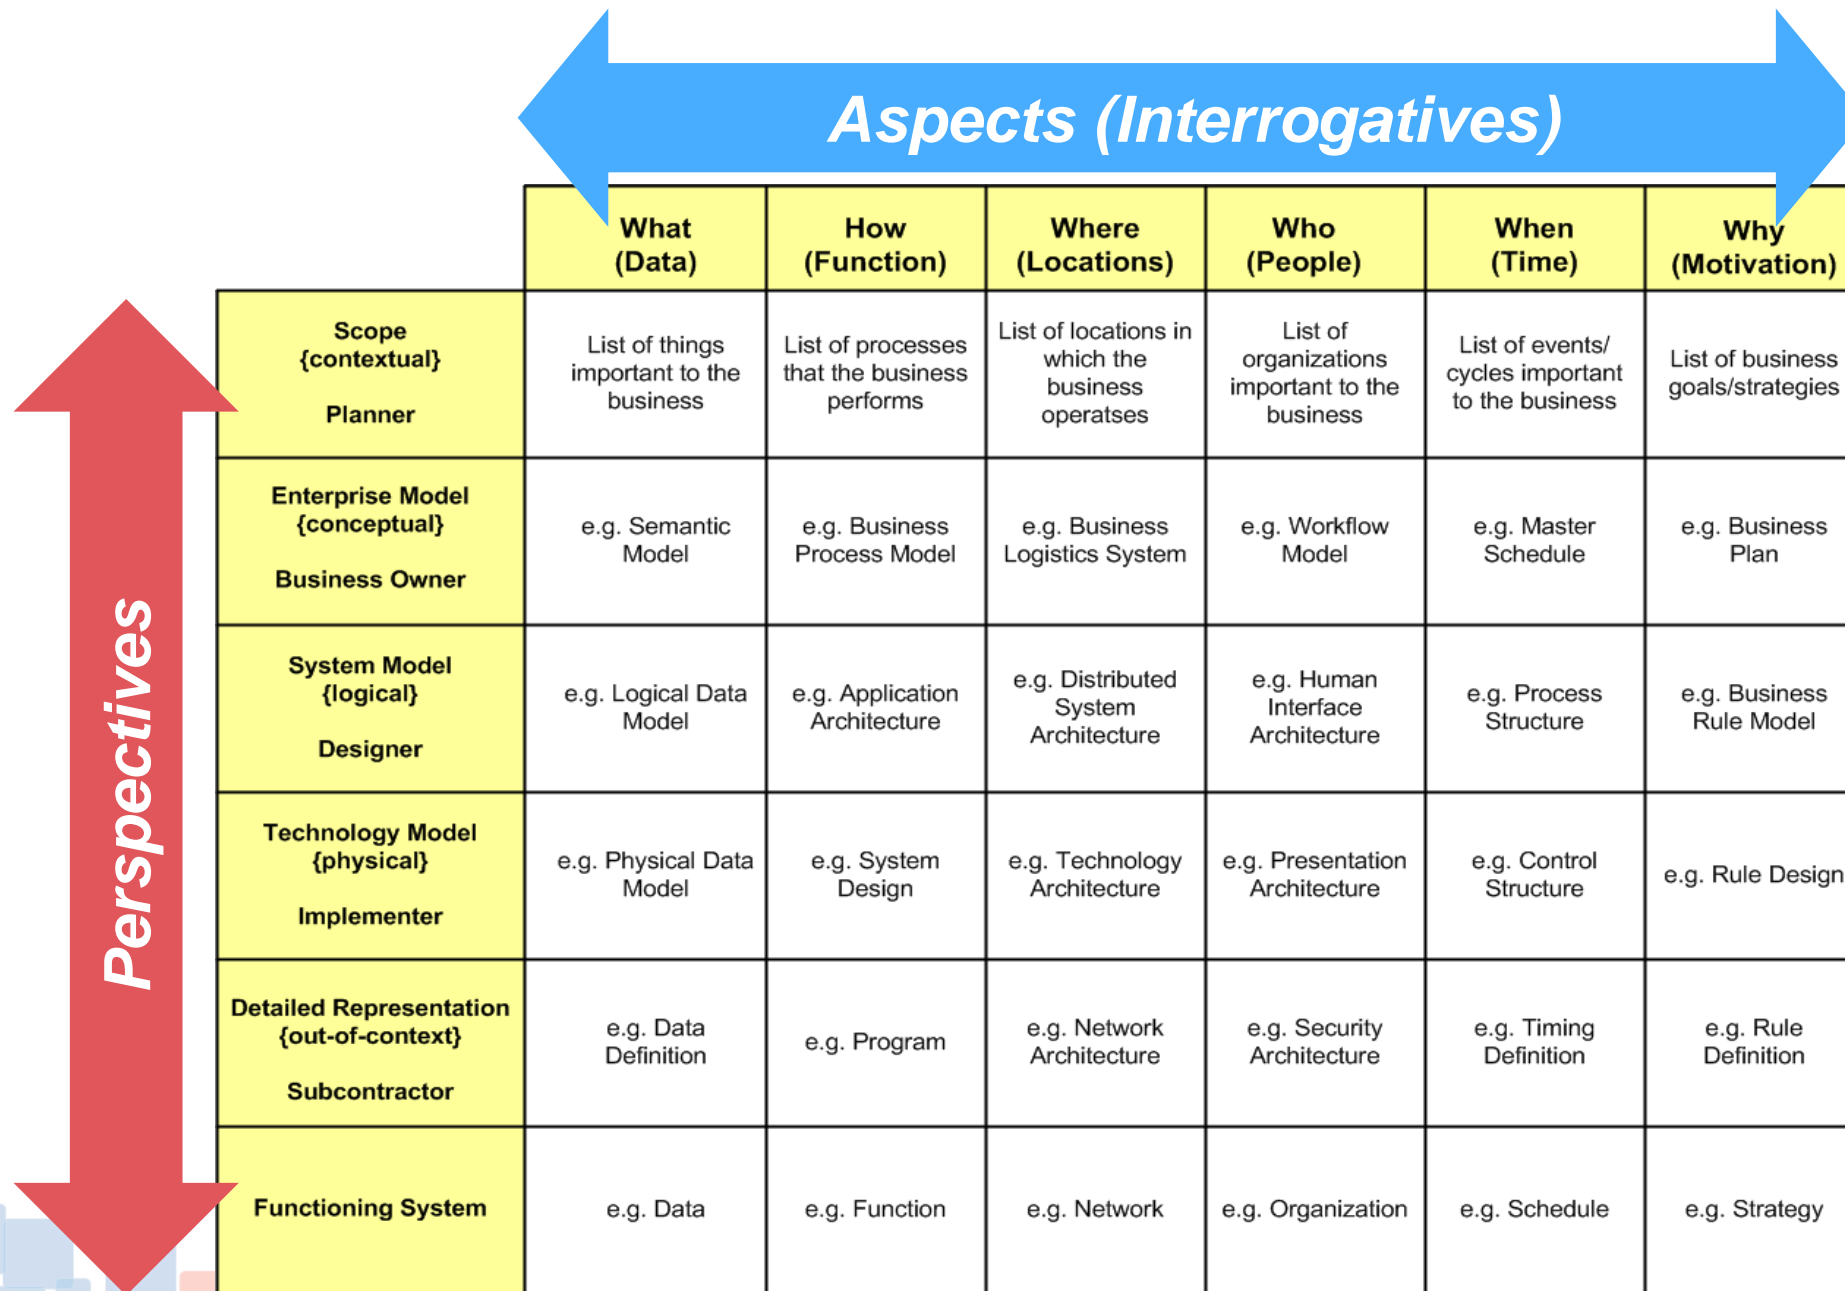 Aspects (Interrogatives)
What
(Data)
How
(Function)
Where
(Locations)
Who
(People)
When
(Time)
Why
(Motivation)
Perspectives
Scope
{contextual}
Planner
List of things
important to the
business
List of processes
that the business
performs
List of locations in
which the
business
operatses
List of
organizations
important to the
business
List of events/
cycles important
to the business
List of business
goals/strategies
Enterprise Model
{conceptual}
Business Owner
e.g. Semantic
Model
e.g. Business
Process Model
e.g. Business
Logistics System
e.g. Workflow
Model
e.g. Master
Schedule
e.g. Business
Plan
System Model
{logical}
Designer
e.g. Logical Data
Model
e.g. Application
Architecture
e.g. Distributed
System
Architecture
e.g. Human
Interface
Architecture
e.g. Process
Structure
e.g. Business
Rule Model
Technology Model
{physical}
Implementer
e.g. Physical Data
Model
e.g. System
Design
e.g. Technology
Architecture
e.g. Presentation
Architecture
e.g. Control
Structure
e.g. Rule Design
Detailed Representation
{out-of-context}
Subcontractor
e.g. Data
Definition
e.g. Program
e.g. Network
Architecture
e.g. Security
Architecture
e.g. Timing
Definition
e.g. Rule
Definition
Functioning System
e.g. Data
e.g. Function
e.g. Network
e.g. Organization
e.g. Schedule
e.g. Strategy